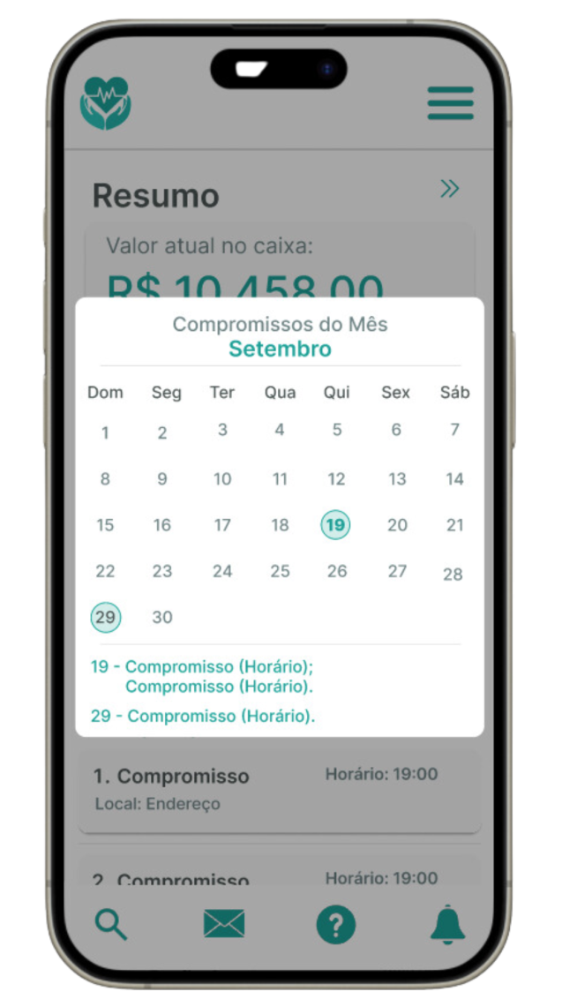 Resumo
Valor atual no caixa:
R$ 10.458,00
Compromissos do Mês
Setembro
Dom Seg Ter Qua Qui Sex Sáb
1 2 3 4 5 6 7
8 9 10 11 12 13 14
15 16 17 18 19 20 21
22 23 24 25 26 27 28
29 30
19 - Compromisso (Horário);
Compromisso (Horário).
29 - Compromisso (Horário).
1. Compromisso Horário: 19:00
Local: Endereço
2. Compromisso Horário: 19:00
?